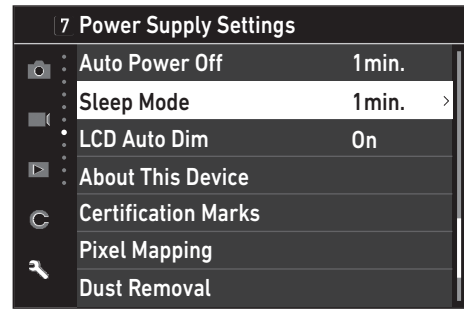 7 Power Supply Settings
Auto Power Off 1min.
Sleep Mode 1min.
LCD Auto Dim On
About This Device
Certification Marks
Pixel Mapping
C
Dust Removal